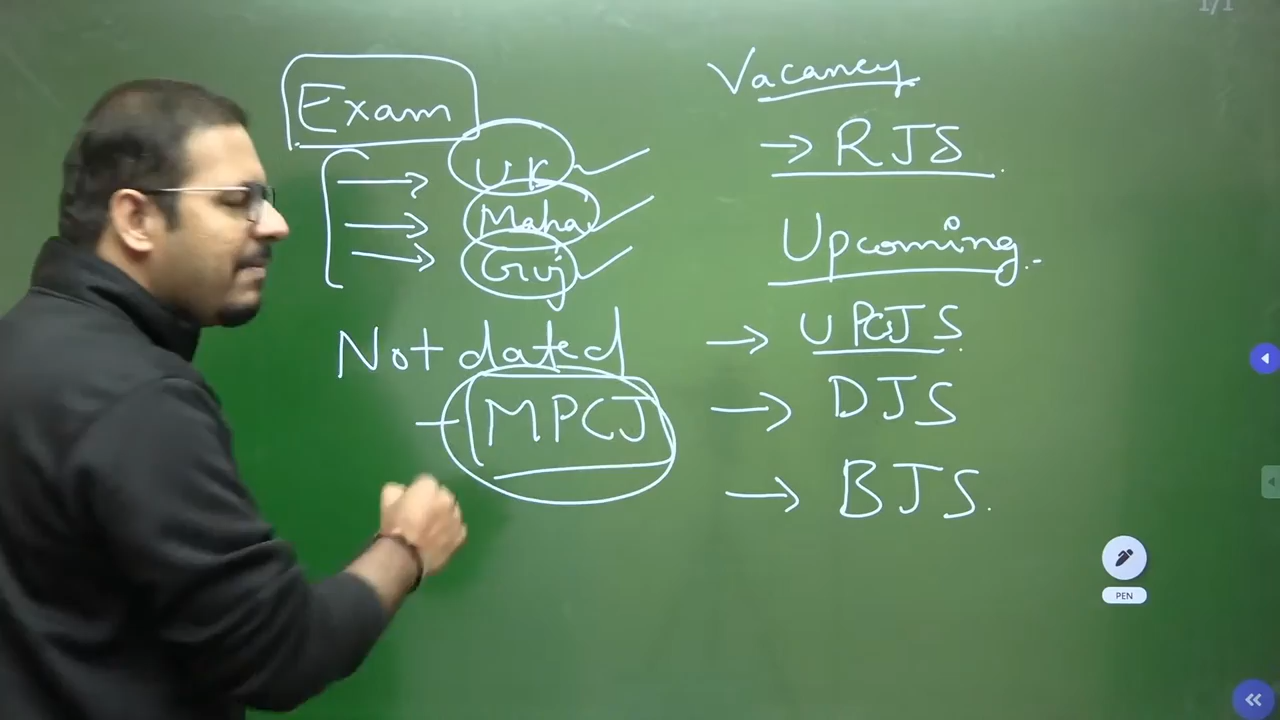 1/1
Exam
→ UK ✓
→ Maha ✓
→ Guj ✓
Not dated
- MPCJ
Vacancy
→ RJS.
Upcoming..
→ UPCJS.
→ DJS
→ BJS.
PEN